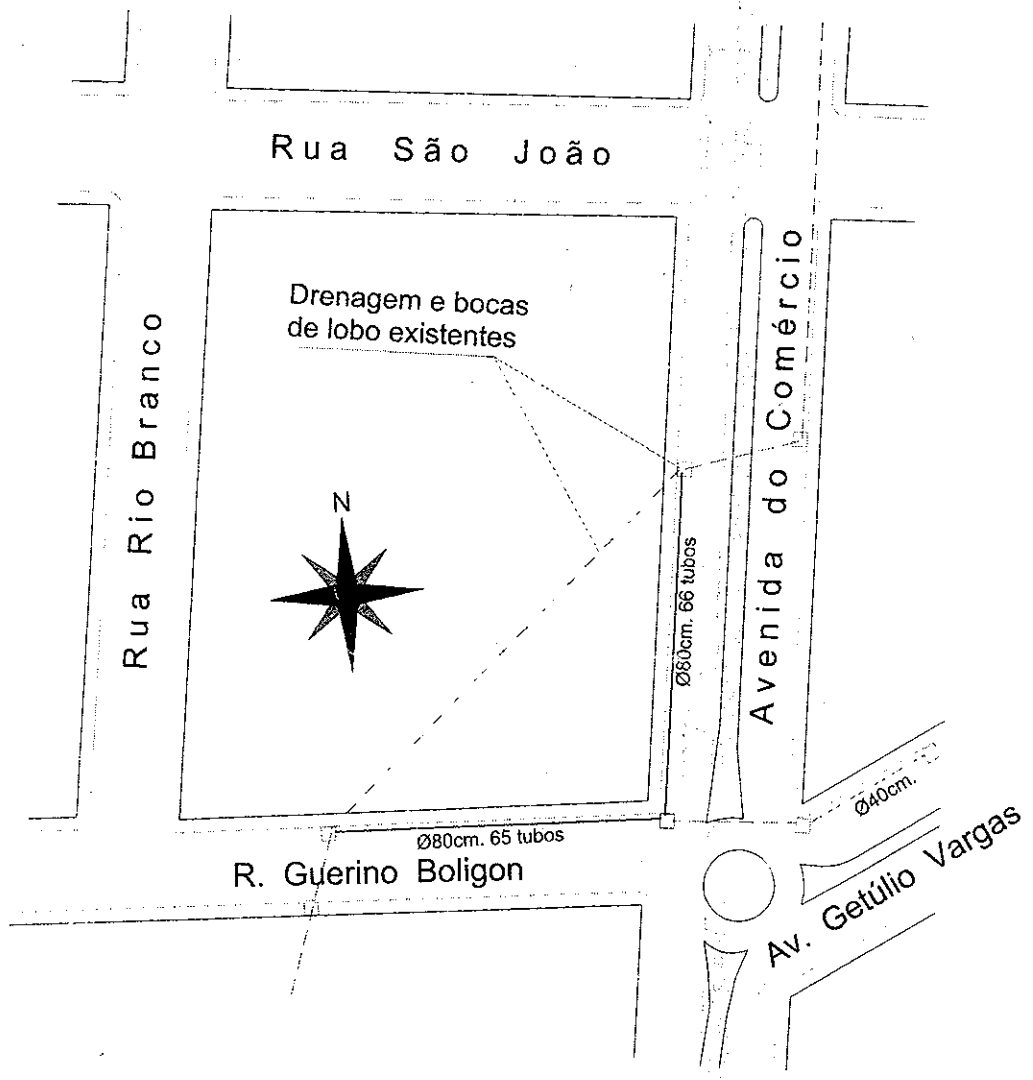 Rua São João
Drenagem e bocas
de lobo existentes
Rua Rio Branco
N
Avenida do Comércio
Ø80cm. 66 tubos
Ø40cm.
Ø80cm. 65 tubos
R. Guerino Boligon
Av. Getúlio Vargas